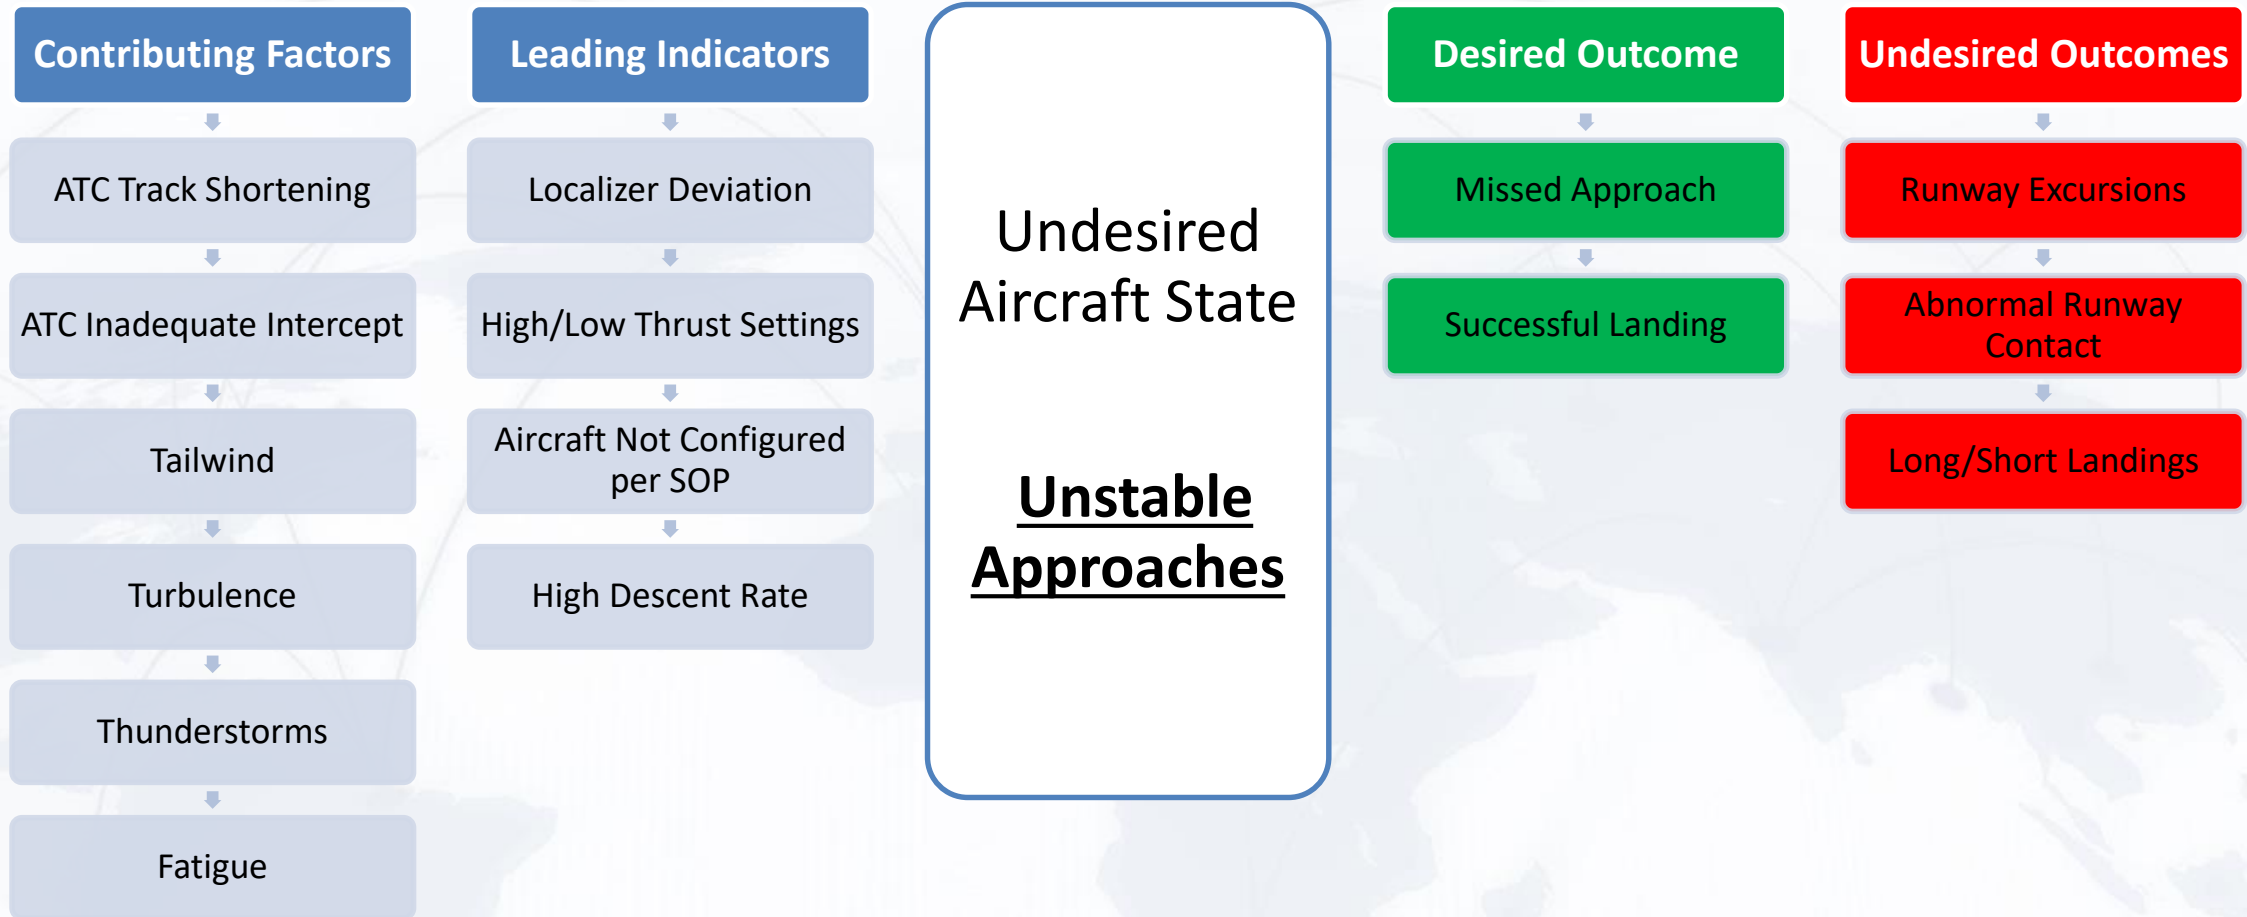 Contributing Factors
ATC Track Shortening
ATC Inadequate Intercept
Tailwind
Turbulence
Thunderstorms
Fatigue
Leading Indicators
Localizer Deviation
High/Low Thrust Settings
Aircraft Not Configured
per SOP
High Descent Rate
Undesired
Aircraft State
Unstable
Approaches
Desired Outcome
Missed Approach
Successful Landing
Undesired Outcomes
Runway Excursions
Abnormal Runway
Contact
Long/Short Landings